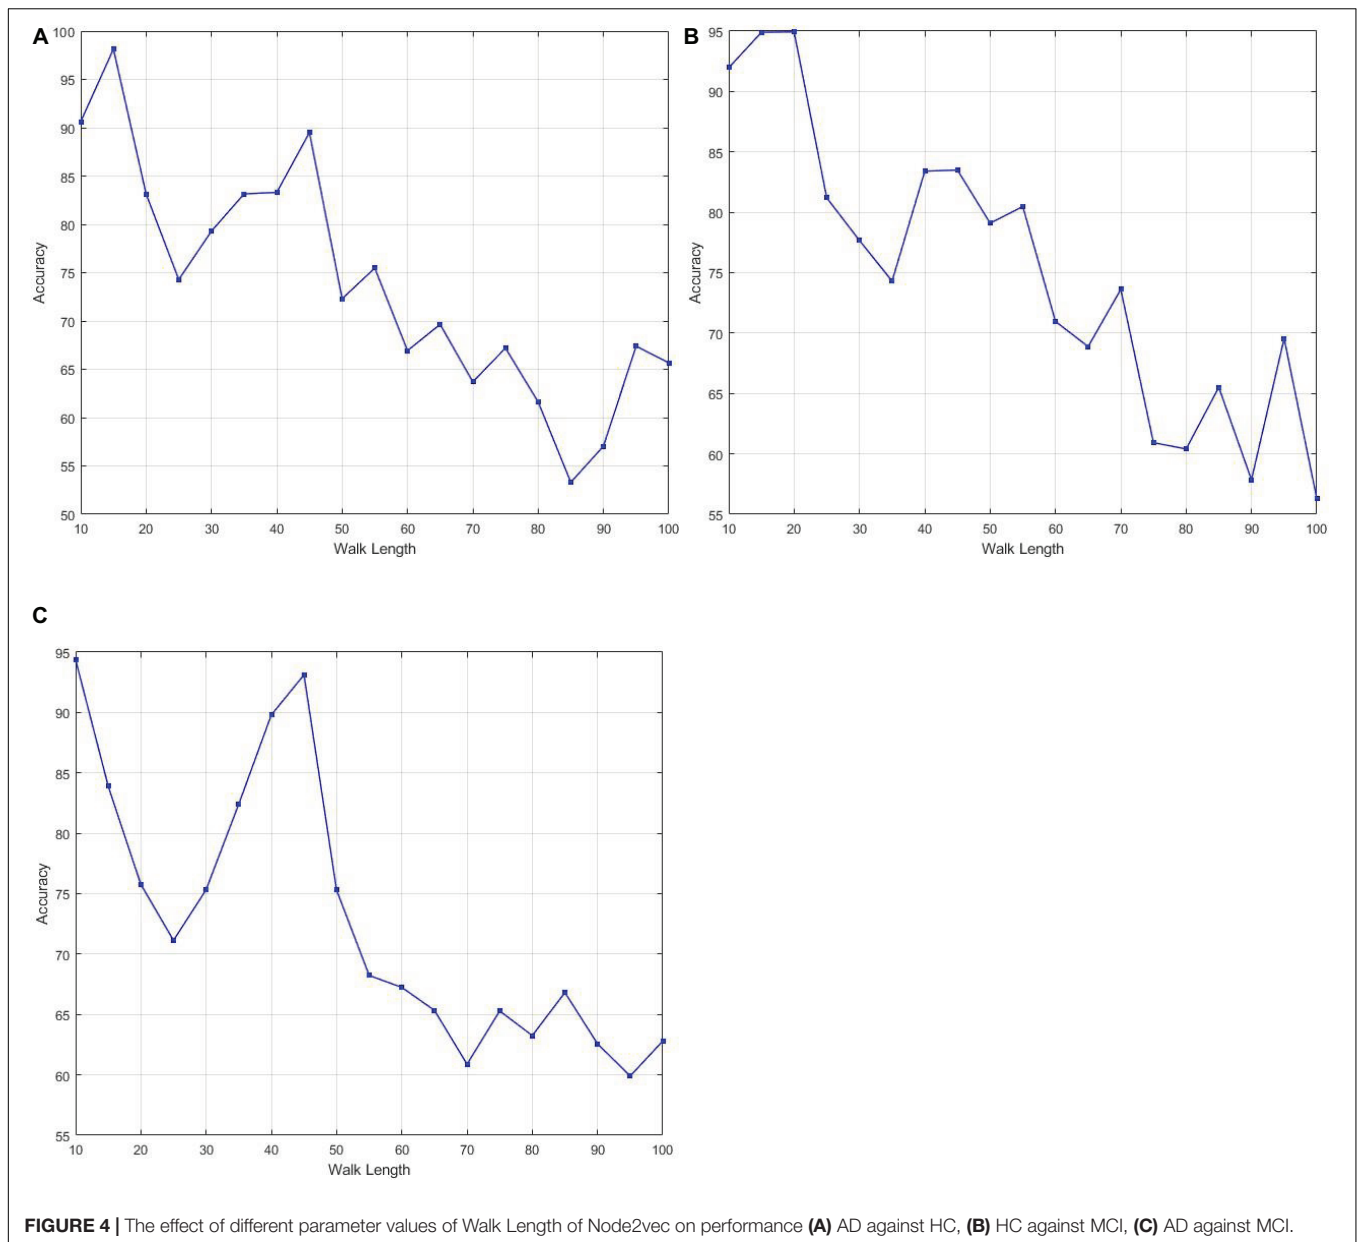 A
100
95
90
85
80
75
70
65
60
55
50
Accuracy
10 20 30 40 50 60 70 80 90 100
Walk Length
B
95
90
85
80
75
70
65
60
55
Accuracy
10 20 30 40 50 60 70 80 90 100
Walk Length
C
95
90
85
80
75
70
65
60
55
Accuracy
10 20 30 40 50 60 70 80 90 100
Walk Length
FIGURE 4 | The effect of different parameter values of Walk Length of Node2vec on performance (A) AD against HC, (B) HC against MCI, (C) AD against MCI.